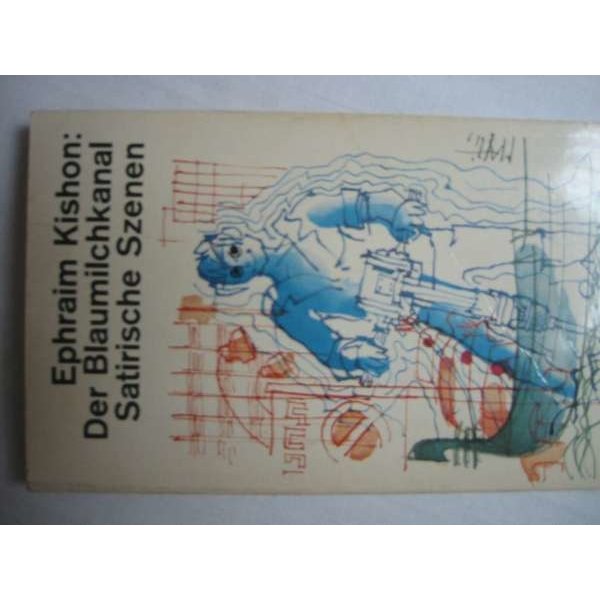 Ephraim Kishon:
Der Blaumilchkanal
Satirische Szenen